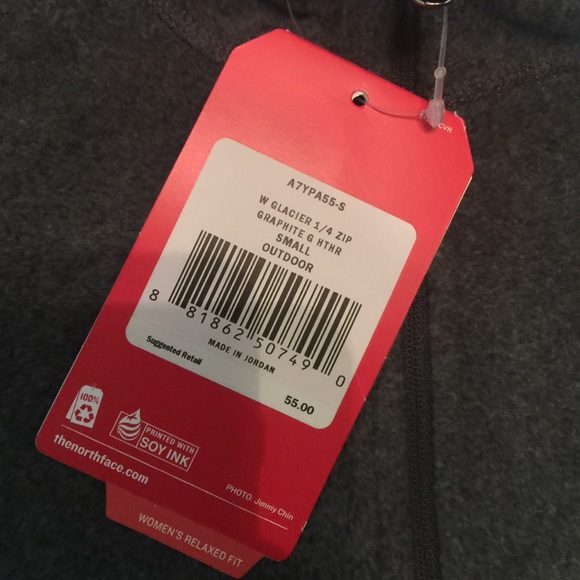 A7YPA55-S
W GLACIER 1/4 ZIP
GRAPHITE G HTHR
SMALL
OUTDOOR
8 81862 50749 0
MADE IN JORDAN
Suggested Retail
55.00
100%
PRINTED WITH
SOY INK
thenorthface.com
PHOTO: Jimmy Chin
WOMEN'S RELAXED FIT